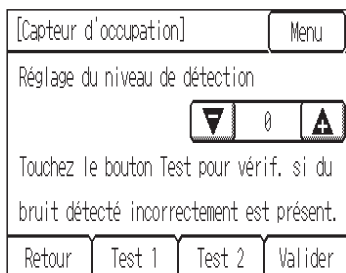 [Capteur d'occupation] Menu
Réglage du niveau de détection
0
Touchez le bouton Test pour vérif. si du
bruit détecté incorrectement est présent.
Retour Test 1 Test 2 Valider